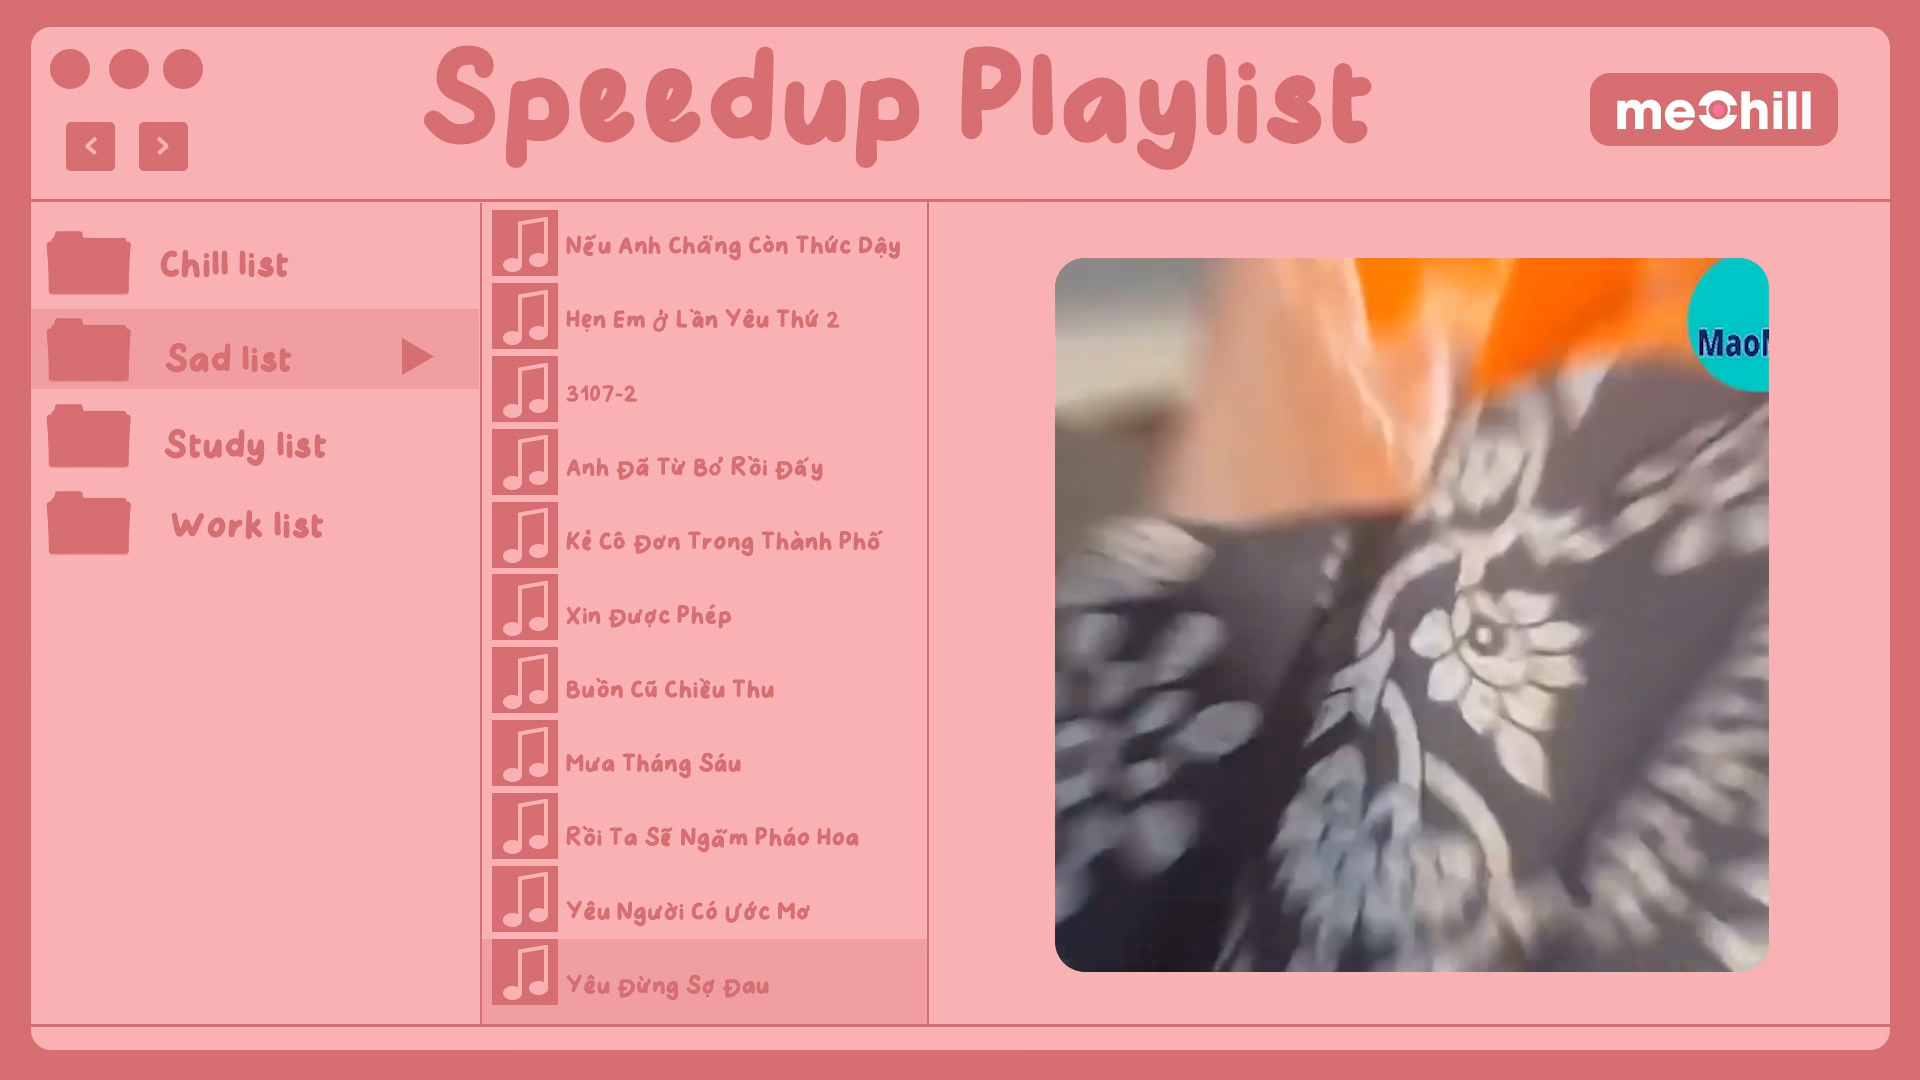 Speedup Playlist
mechill
Chill list
Sad list
Study list
Work list
Nếu Anh Chẳng Còn Thức Dậy
Hẹn Em Ở Lần Yêu Thứ 2
3107-2
Anh Đã Từ Bỏ Rồi Đấy
Kẻ Cô Đơn Trong Thành Phố
Xin Được Phép
Buồn Cũ Chiều Thu
Mưa Tháng Sáu
Rồi Ta Sẽ Ngắm Pháo Hoa
Yêu Người Có Ước Mơ
Yêu Đừng Sợ Đau